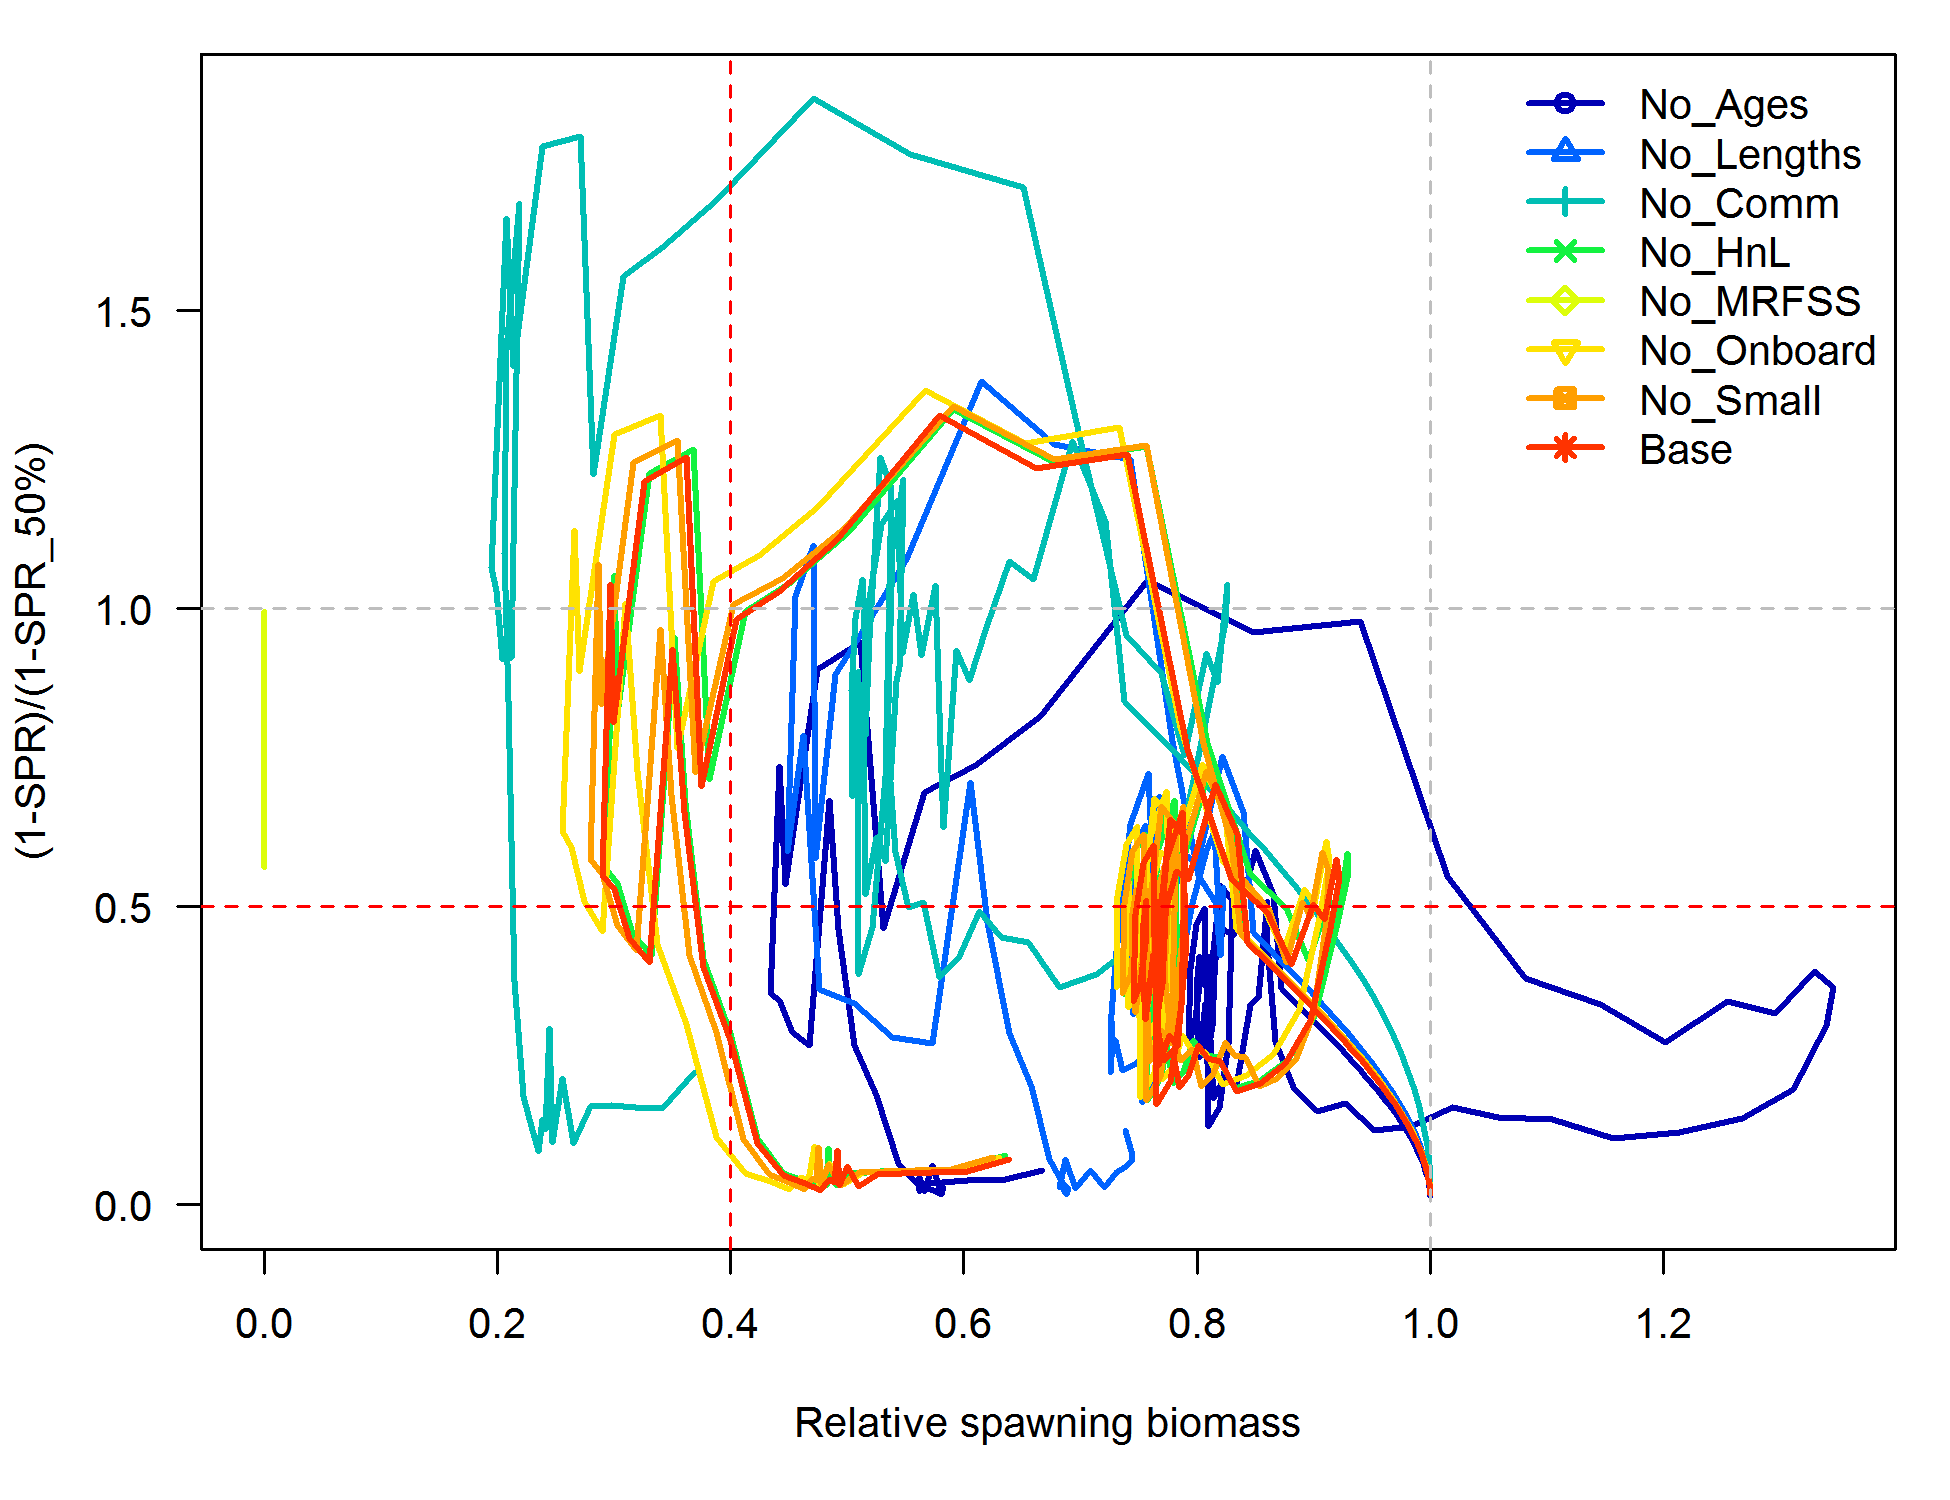 No_Ages
No_Lengths
No_Comm
No_HnL
No_MRFSS
No_Onboard
No_Small
Base
(1-SPR)/(1-SPR_50%)
1.5
1.0
0.5
0.0
0.0 0.2 0.4 0.6 0.8 1.0 1.2
Relative spawning biomass